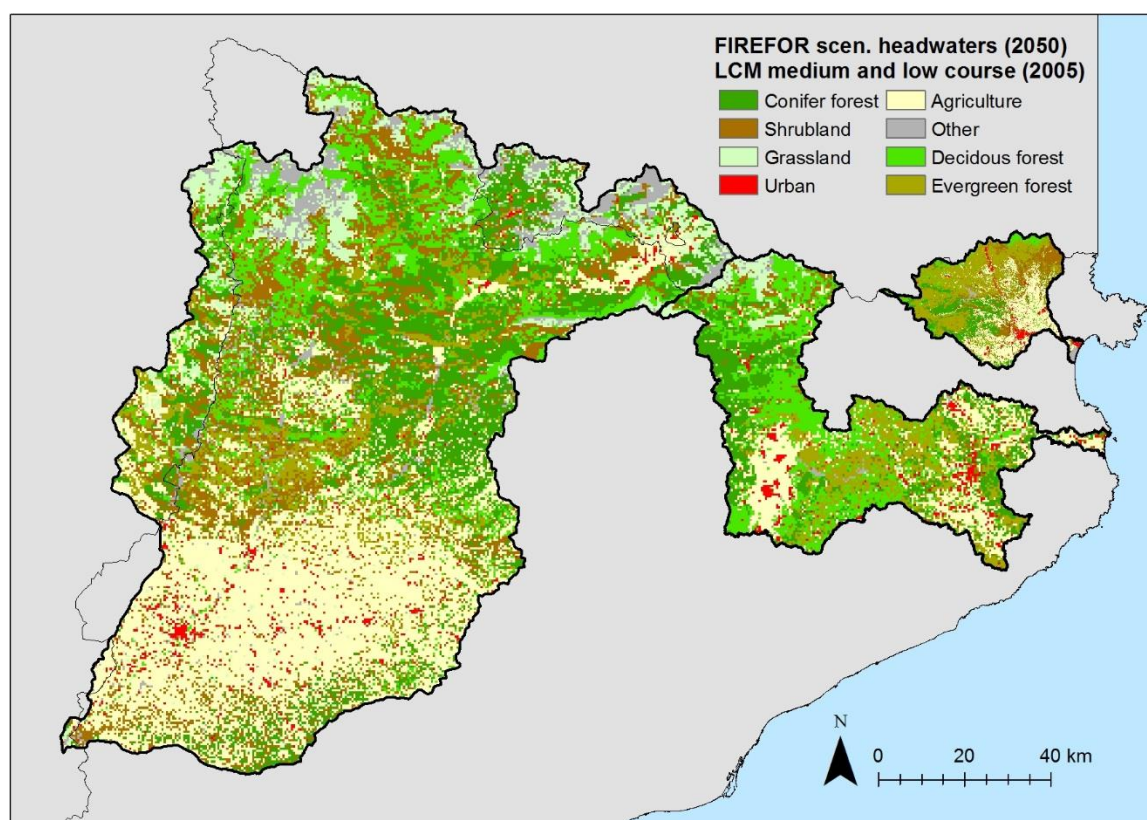 FIREFOR scen. headwaters (2050)
LCM medium and low course (2005)
Conifer forest Agriculture
Shrubland Other
Grassland Decidous forest
Urban Evergreen forest
N
0 20 40 km